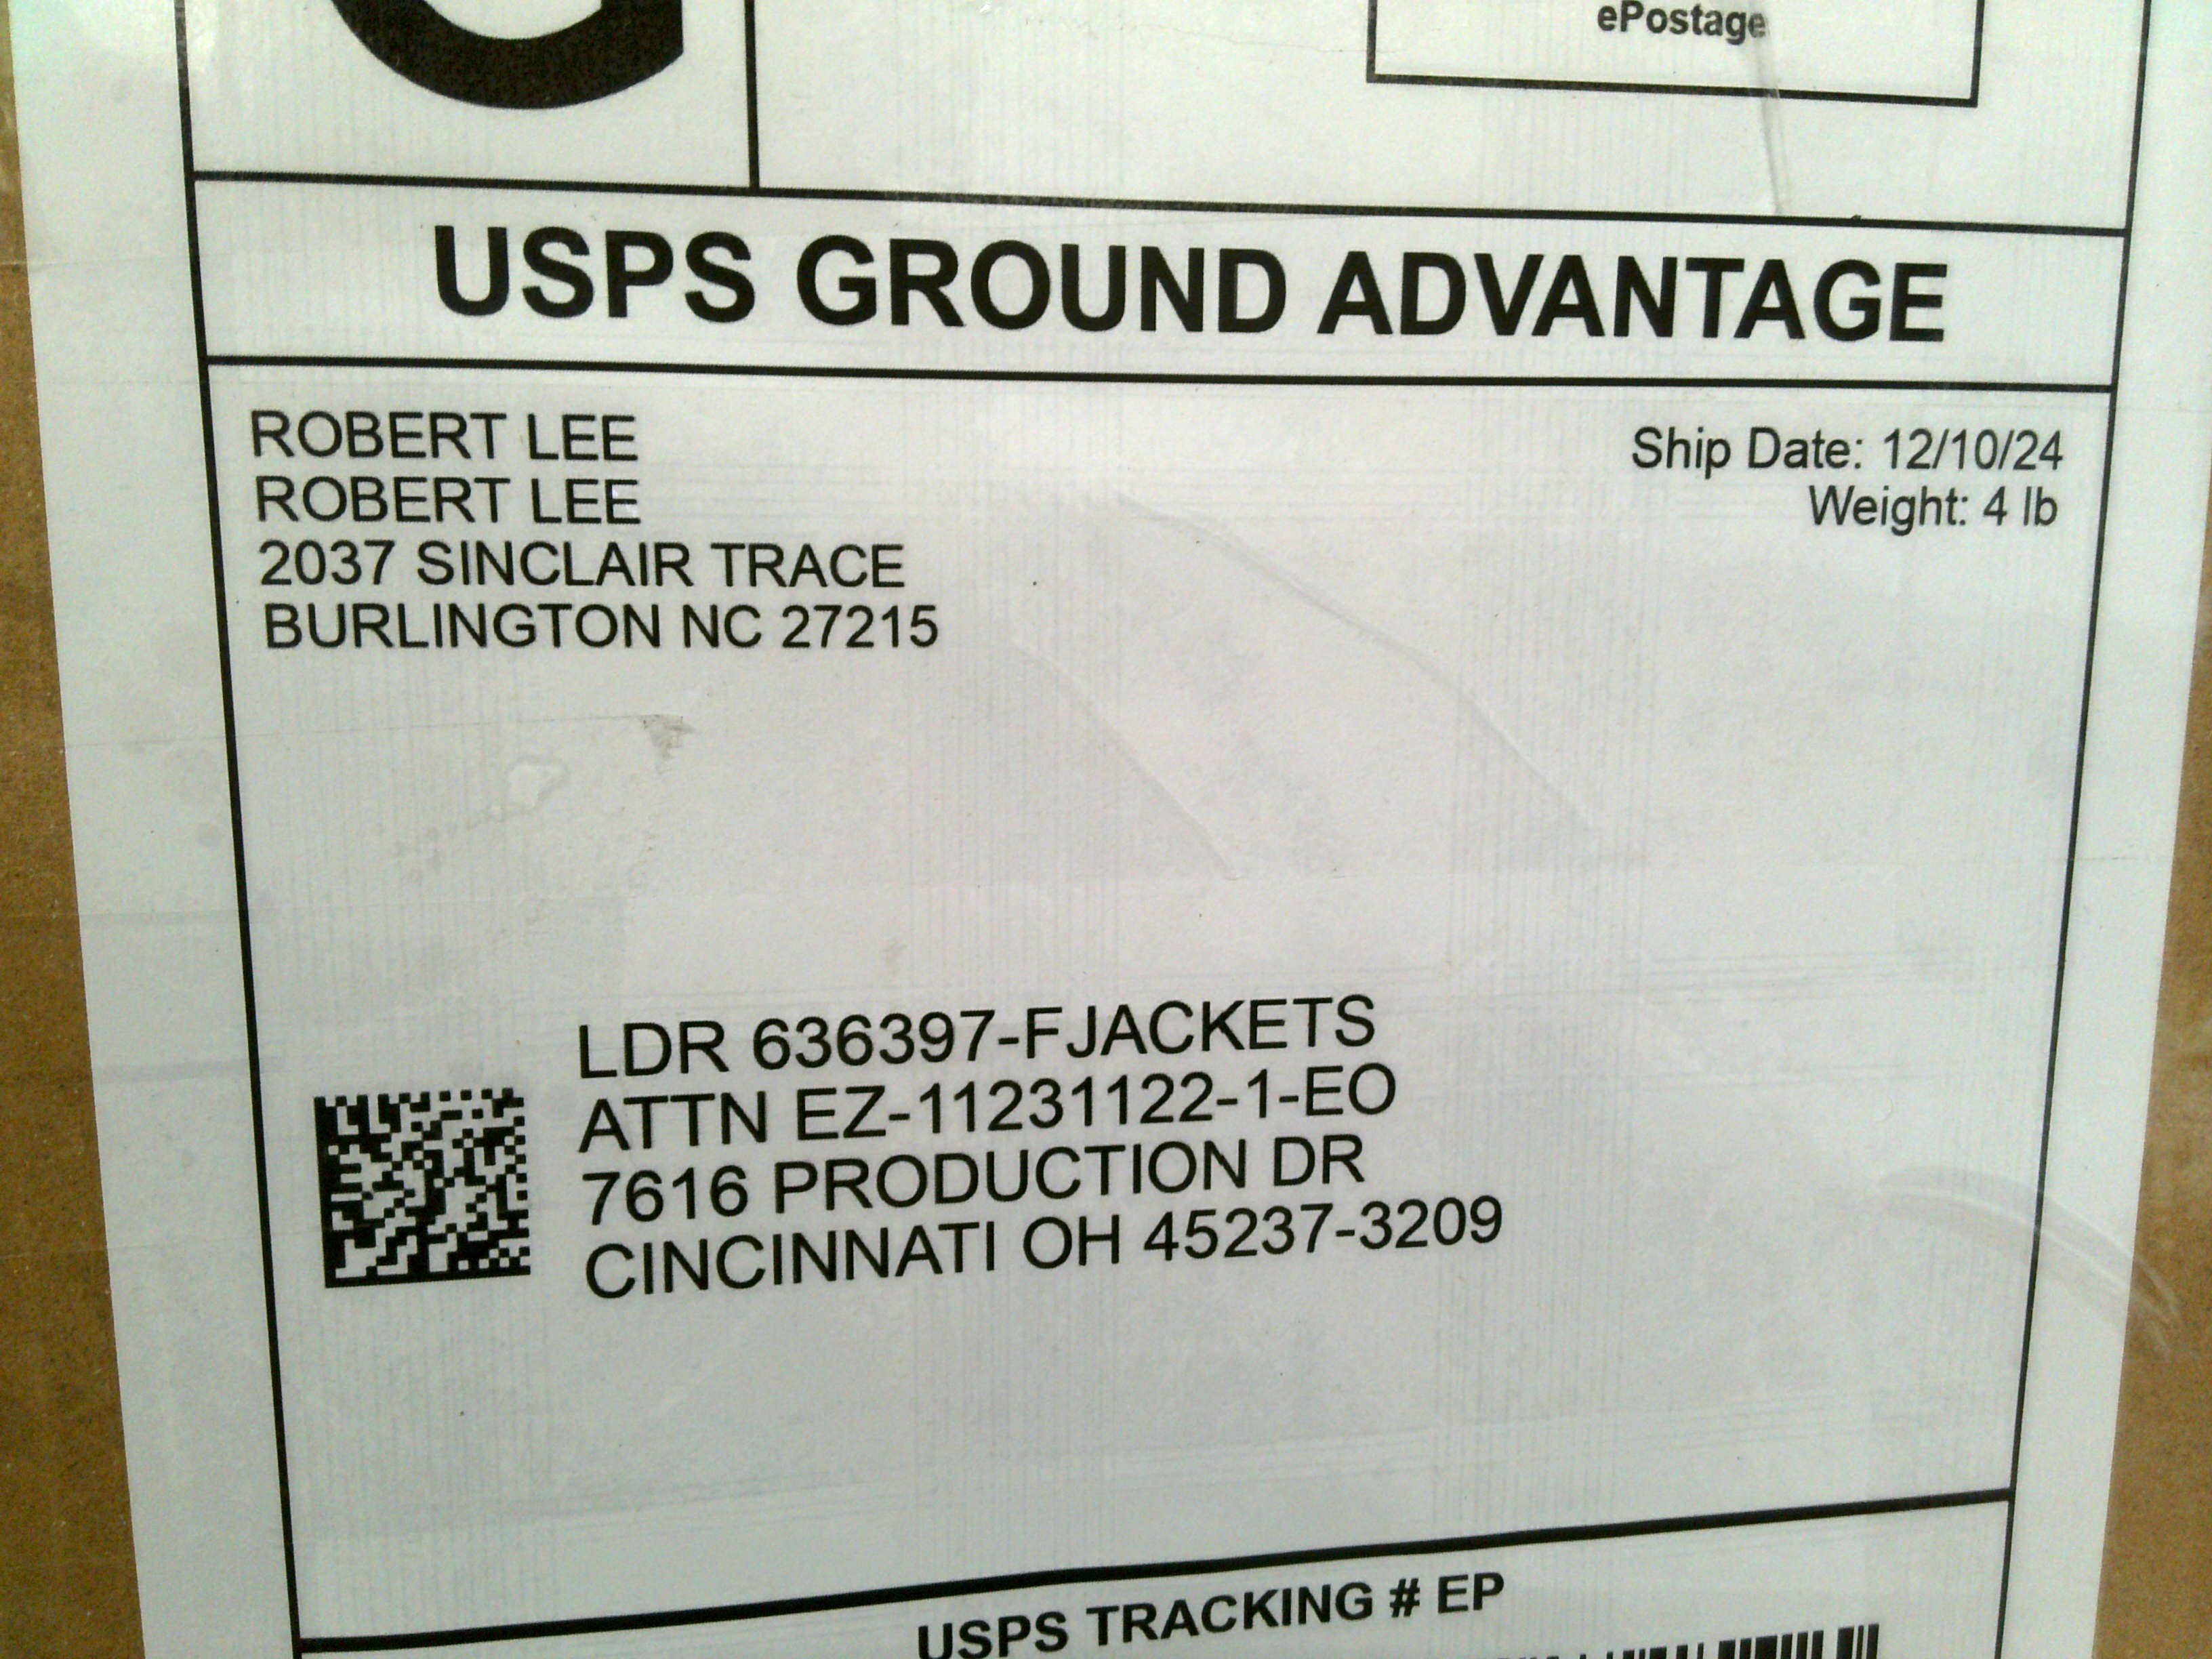 G
ePostage
USPS GROUND ADVANTAGE
ROBERT LEE
ROBERT LEE
2037 SINCLAIR TRACE
BURLINGTON NC 27215
Ship Date: 12/10/24
Weight: 4 lb
LDR 636397-FJACKETS
ATTN EZ-11231122-1-EO
7616 PRODUCTION DR
CINCINNATI OH 45237-3209
USPS TRACKING # EP